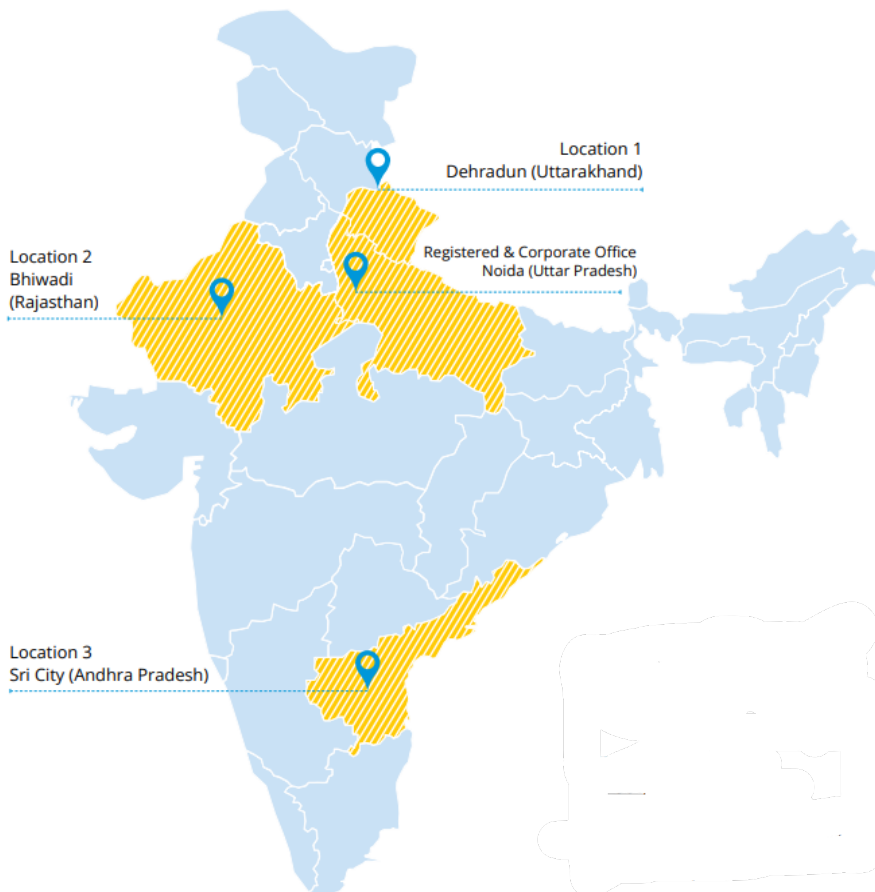 Location 1
Dehradun (Uttarakhand)
Registered & Corporate Office
Noida (Uttar Pradesh)
Location 2
Bhiwadi
(Rajasthan)
Location 3
Sri City (Andhra Pradesh)